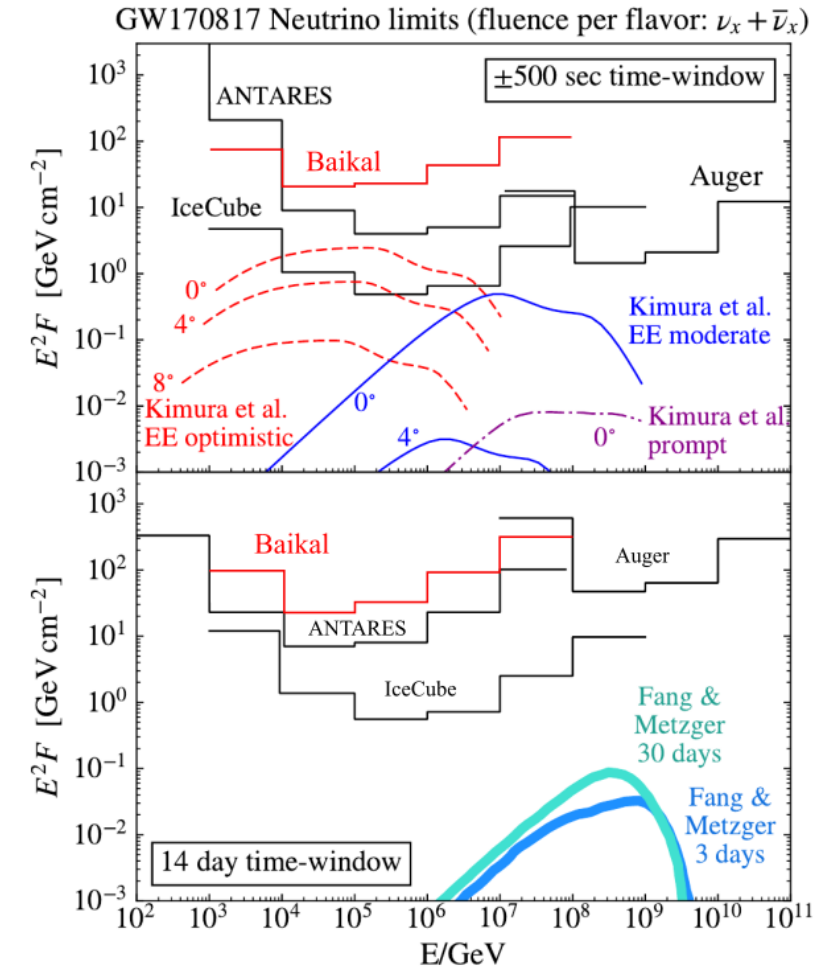 GW170817 Neutrino limits (fluence per flavor: νₓ + ν̄ₓ)
±500 sec time-window
ANTARES
Baikal
Auger
IceCube
10³
10²
10¹
10⁰
10⁻¹
10⁻²
10⁻³
E²F [GeV cm⁻²]
0°
4°
8°
Kimura et al.
EE optimistic
Kimura et al.
EE moderate
0°
4°
Kimura et al.
prompt
0°
10³
10²
10¹
10⁰
10⁻¹
10⁻²
10⁻³
E²F [GeV cm⁻²]
Baikal
Auger
ANTARES
IceCube
Fang &
Metzger
30 days
Fang &
Metzger
3 days
14 day time-window
10² 10³ 10⁴ 10⁵ 10⁶ 10⁷ 10⁸ 10⁹ 10¹⁰ 10¹¹
E/GeV